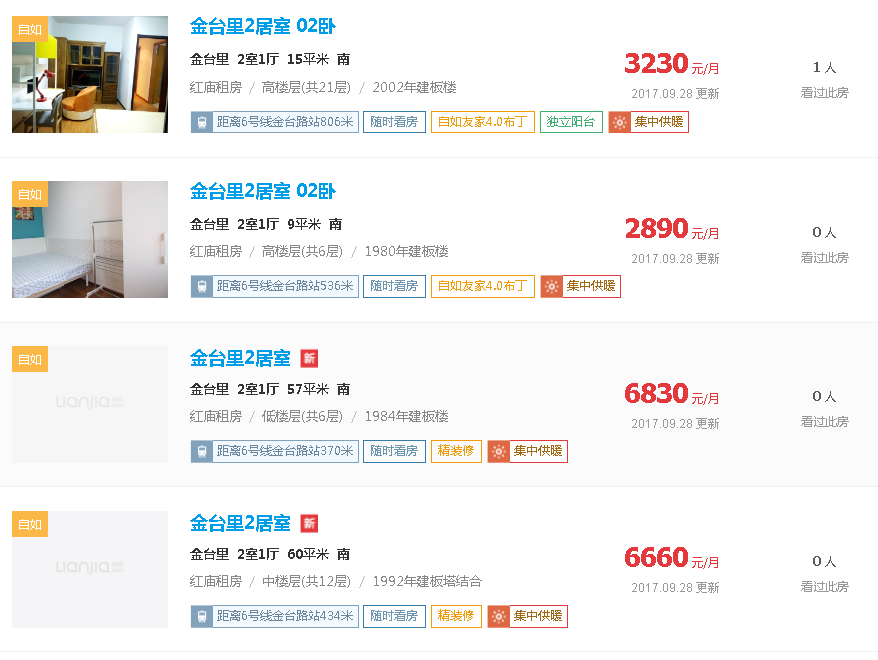 自如
金台里2居室 02卧
金台里 2室1厅 15平米 南
红庙租房 / 高楼层(共21层) / 2002年建板楼
距离6号线金台路站806米 随时看房 自如友家4.0布丁 独立阳台 集中供暖
3230 元/月
2017.09.28 更新
1 人
看过此房
自如
金台里2居室 02卧
金台里 2室1厅 9平米 南
红庙租房 / 高楼层(共6层) / 1980年建板楼
距离6号线金台路站536米 随时看房 自如友家4.0布丁 集中供暖
2890 元/月
2017.09.28 更新
0 人
看过此房
自如
Lianjia
金台里2居室 新
金台里 2室1厅 57平米 南
红庙租房 / 低楼层(共6层) / 1984年建板楼
距离6号线金台路站370米 随时看房 精装修 集中供暖
6830 元/月
2017.09.28 更新
0 人
看过此房
自如
Lianjia
金台里2居室 新
金台里 2室1厅 60平米 南
红庙租房 / 中楼层(共12层) / 1992年建板塔结合
距离6号线金台路站434米 随时看房 精装修 集中供暖
6660 元/月
2017.09.28 更新
0 人
看过此房